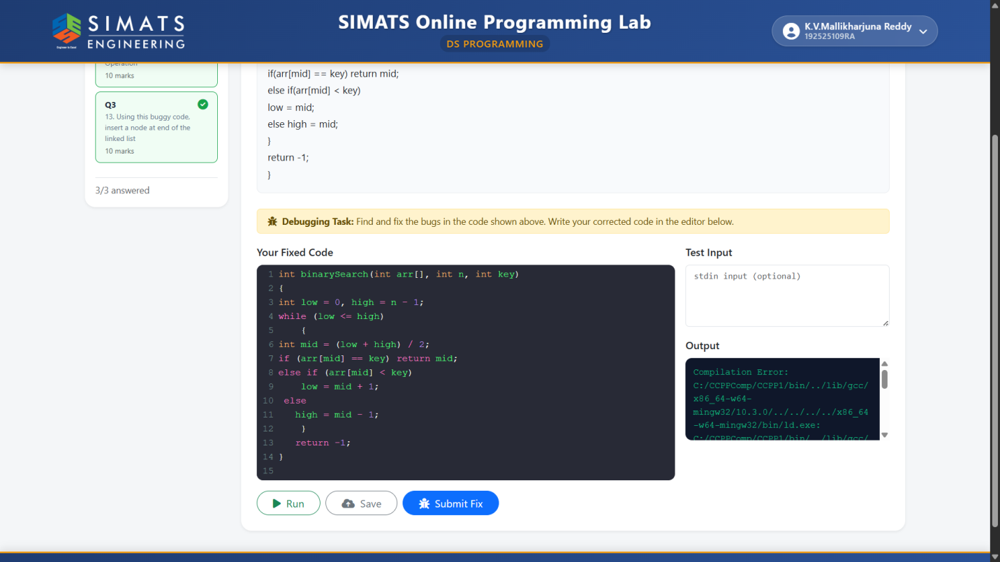 SIMATS
ENGINEERING
Engineer to Excel
SIMATS Online Programming Lab
DS PROGRAMMING
K.V.Mallikharjuna Reddy
192525109RA
Operation
10 marks
Q3
13. Using this buggy code,
insert a node at end of the
linked list
10 marks
3/3 answered
if(arr[mid] == key) return mid;
else if(arr[mid] < key)
low = mid;
else high = mid;
}
return -1;
}
Debugging Task: Find and fix the bugs in the code shown above. Write your corrected code in the editor below.
Your Fixed Code
1 int binarySearch(int arr[], int n, int key)
2 {
3 int low = 0, high = n - 1;
4 while (low <= high)
5     {
6 int mid = (low + high) / 2;
7 if (arr[mid] == key) return mid;
8 else if (arr[mid] < key)
9     low = mid + 1;
10  else
11    high = mid - 1;
12     }
13    return -1;
14 }
15
Run
Save
Submit Fix
Test Input
stdin input (optional)
Output
Compilation Error:
C:/CCPPComp/CCPP1/bin/../lib/gcc/
x86_64-w64-
mingw32/10.3.0/../../../../x86_64
-w64-mingw32/bin/ld.exe:
C:/CCPPComp/CCPP1/bin/../lib/gcc/